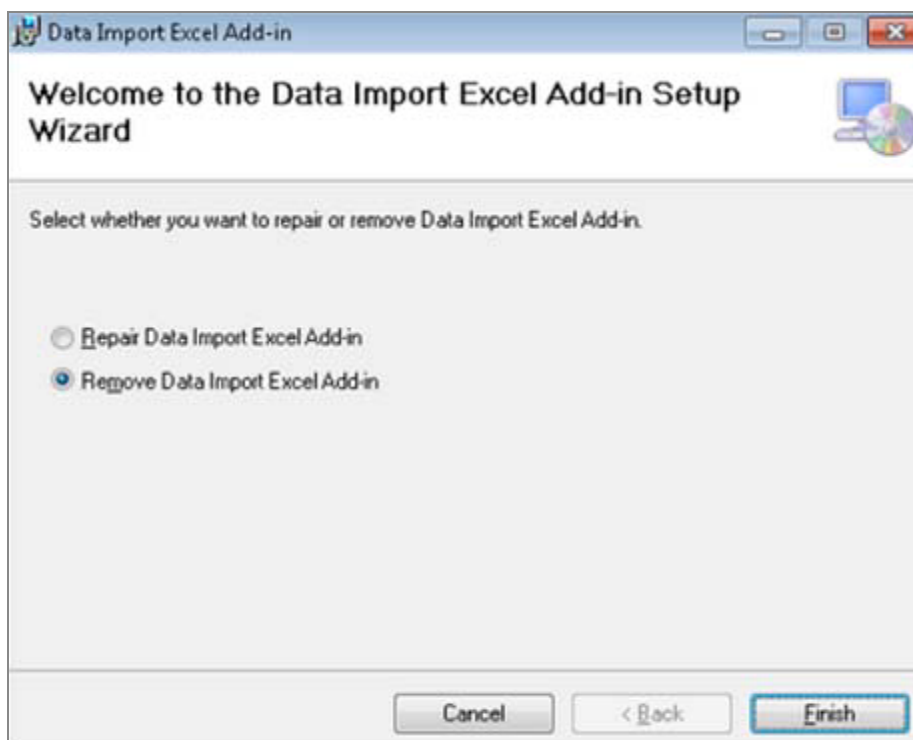 Data Import Excel Add-in
Welcome to the Data Import Excel Add-in Setup
Wizard
Select whether you want to repair or remove Data Import Excel Add-in.
Repair Data Import Excel Add-in
Remove Data Import Excel Add-in
Cancel
< Back
Finish